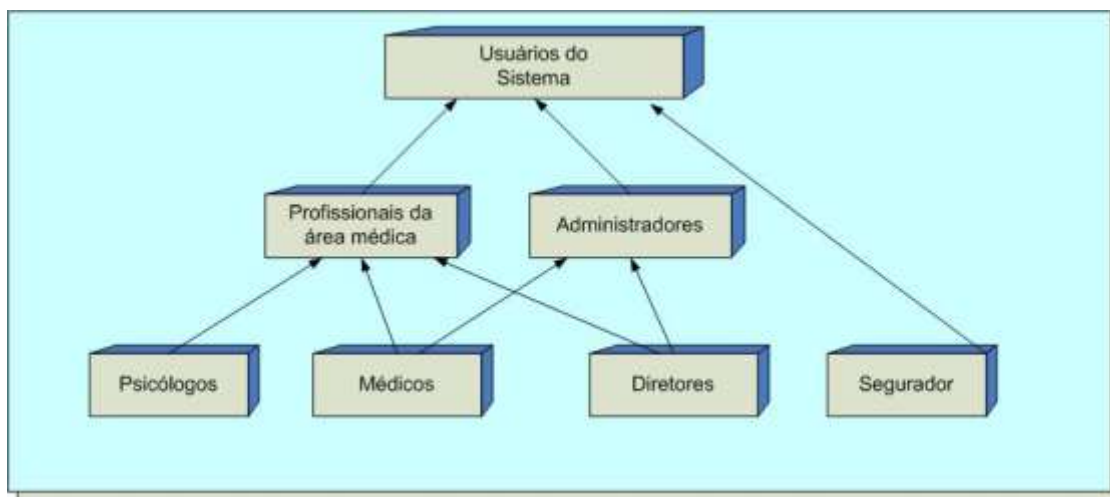 Usuários do
Sistema
Profissionais da
área médica
Administradores
Psicólogos
Médicos
Diretores
Segurador